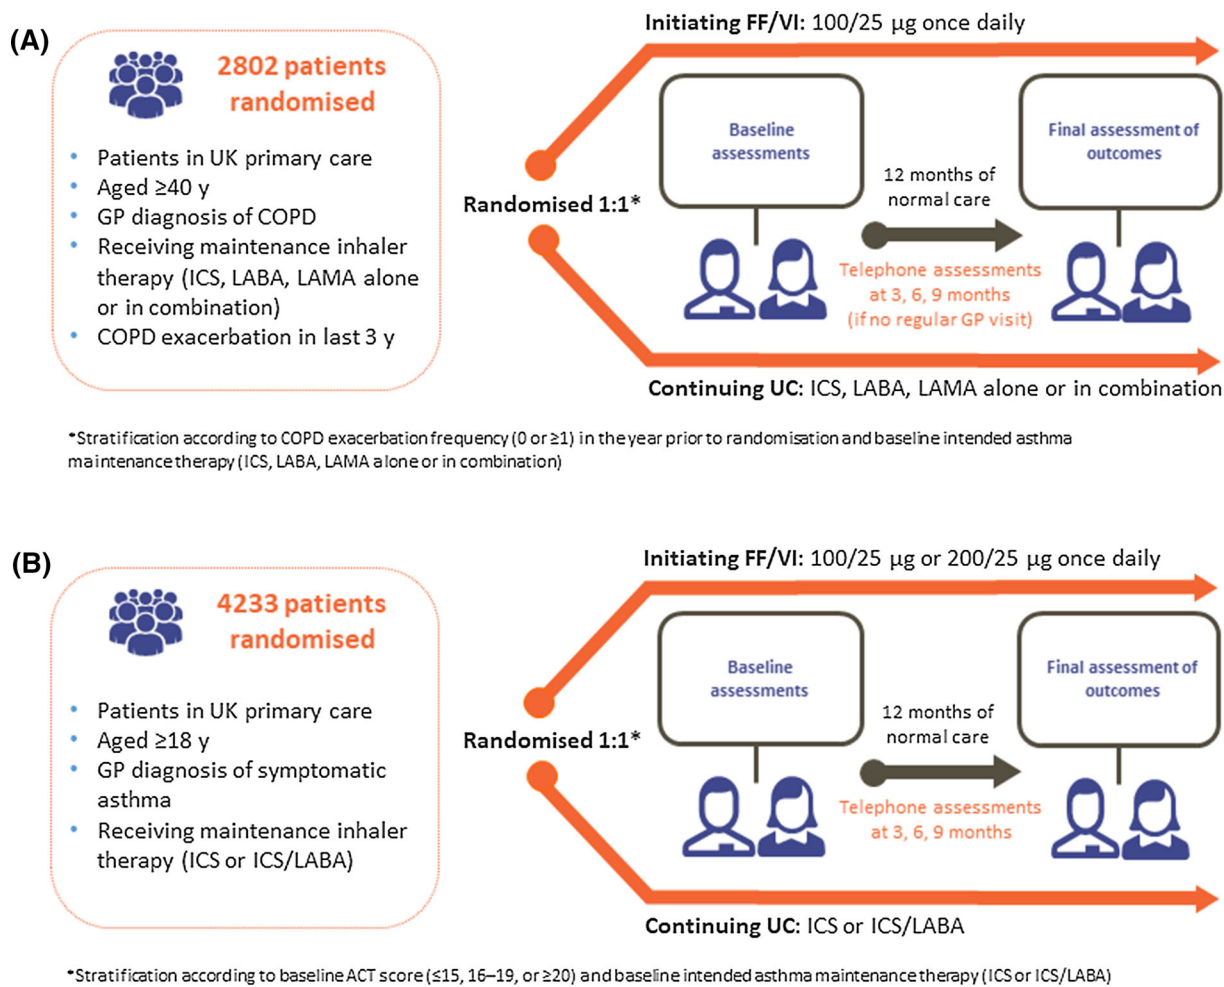 (A)
2802 patients
randomised
• Patients in UK primary care
• Aged ≥40 y
• GP diagnosis of COPD
• Receiving maintenance inhaler
therapy (ICS, LABA, LAMA alone
or in combination)
• COPD exacerbation in last 3 y
Initiating FF/VI: 100/25 µg once daily
Randomised 1:1*
Baseline
assessments
12 months of
normal care
Telephone assessments
at 3, 6, 9 months
(if no regular GP visit)
Final assessment of
outcomes
Continuing UC: ICS, LABA, LAMA alone or in combination
*Stratification according to COPD exacerbation frequency (0 or ≥1) in the year prior to randomisation and baseline intended asthma
maintenance therapy (ICS, LABA, LAMA alone or in combination)
(B)
4233 patients
randomised
• Patients in UK primary care
• Aged ≥18 y
• GP diagnosis of symptomatic
asthma
• Receiving maintenance inhaler
therapy (ICS or ICS/LABA)
Initiating FF/VI: 100/25 µg or 200/25 µg once daily
Randomised 1:1*
Baseline
assessments
12 months of
normal care
Telephone assessments
at 3, 6, 9 months
Final assessment of
outcomes
Continuing UC: ICS or ICS/LABA
*Stratification according to baseline ACT score (≤15, 16–19, or ≥20) and baseline intended asthma maintenance therapy (ICS or ICS/LABA)